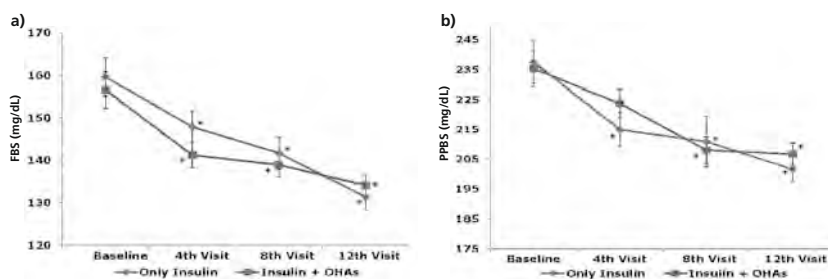 a)
FBS (mg/dL)
170
160
150
140
130
120
Baseline 4th Visit 8th Visit 12th Visit
Only Insulin Insulin + OHAs
b)
PPBS (mg/dL)
245
235
225
215
205
195
185
175
Baseline 4th Visit 8th Visit 12th Visit
Only Insulin Insulin + OHAs